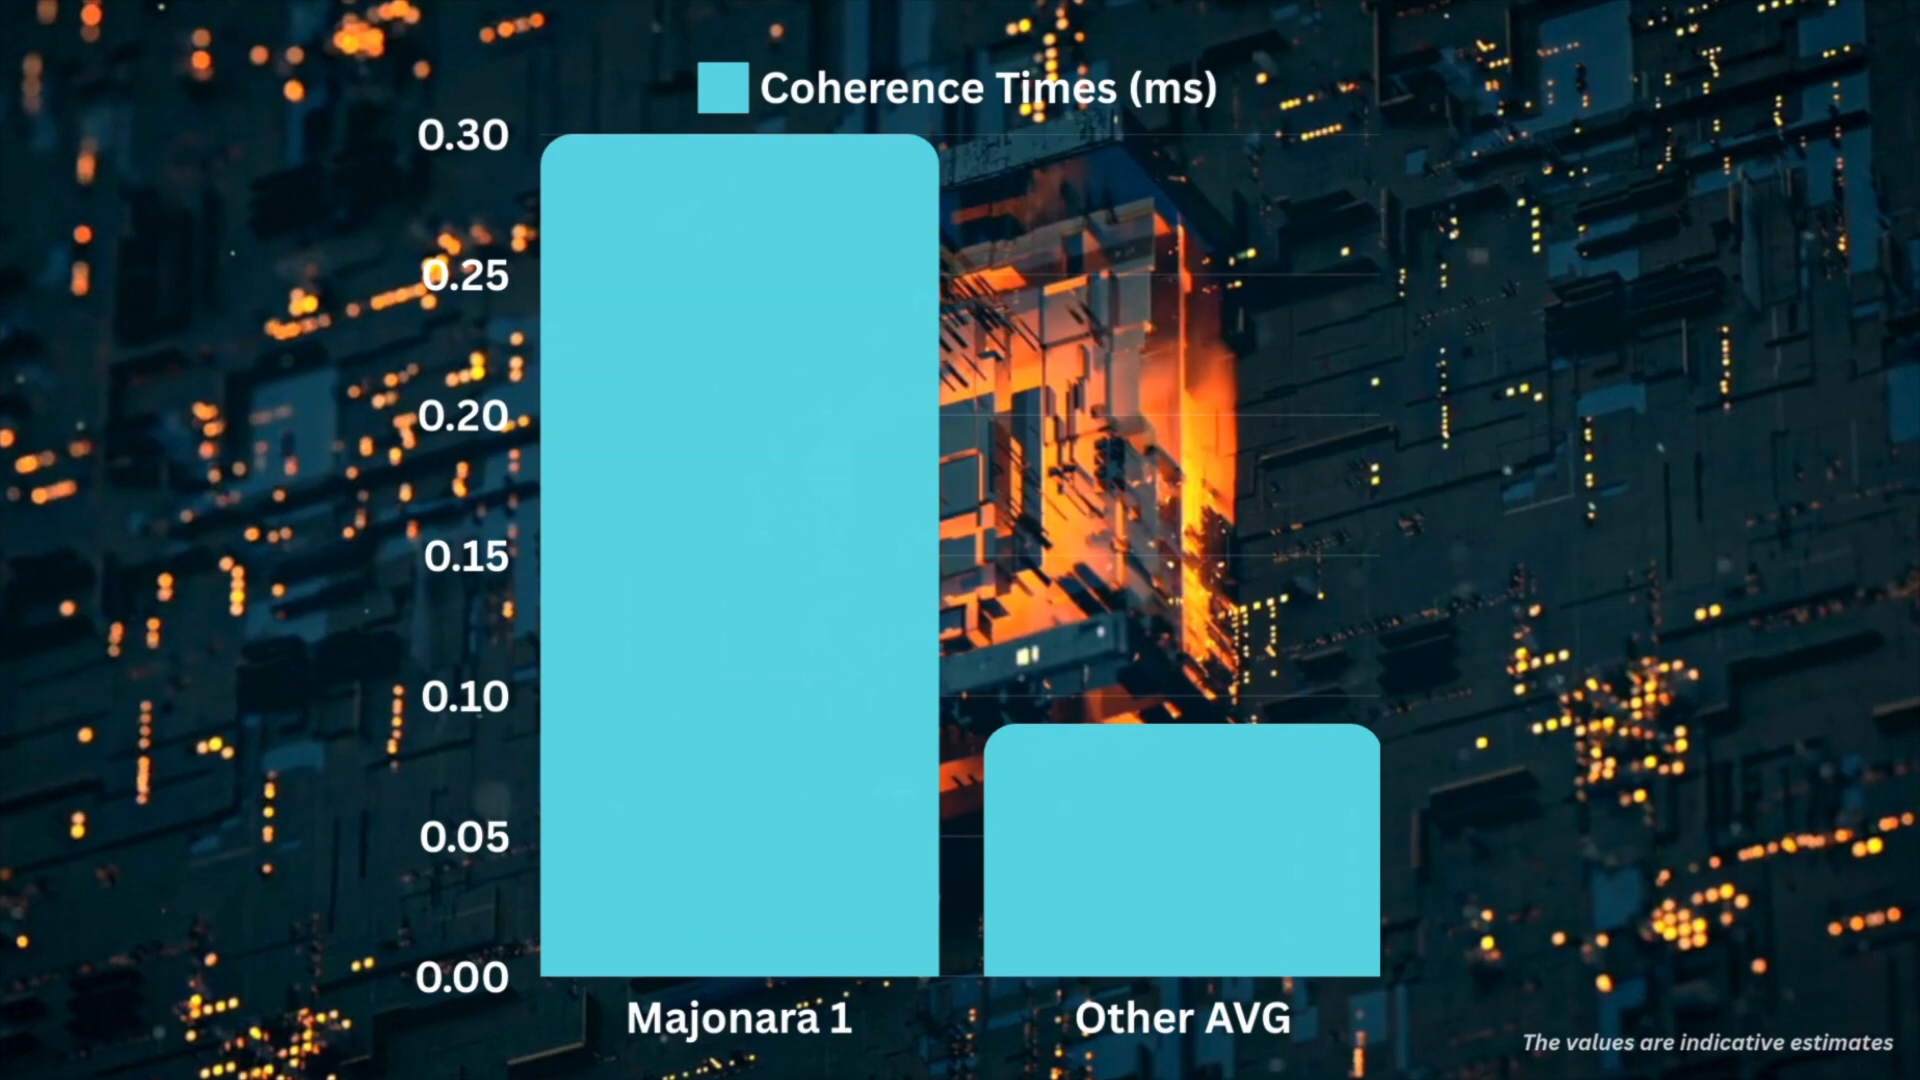 Coherence Times (ms)
0.30
0.25
0.20
0.15
0.10
0.05
0.00
Majonara 1
Other AVG
The values are indicative estimates